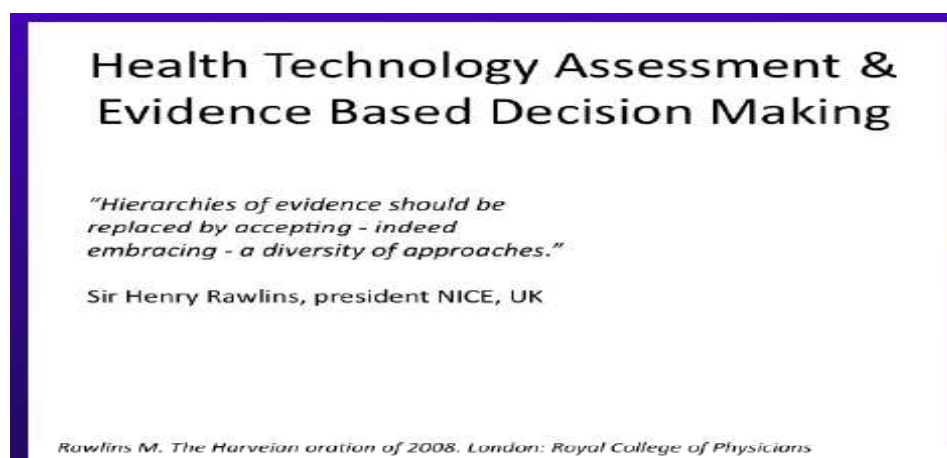 Health Technology Assessment &
Evidence Based Decision Making
“Hierarchies of evidence should be
replaced by accepting - indeed
embracing - a diversity of approaches.”
Sir Henry Rawlins, president NICE, UK
Rawlins M. The Harveian oration of 2008. London: Royal College of Physicians